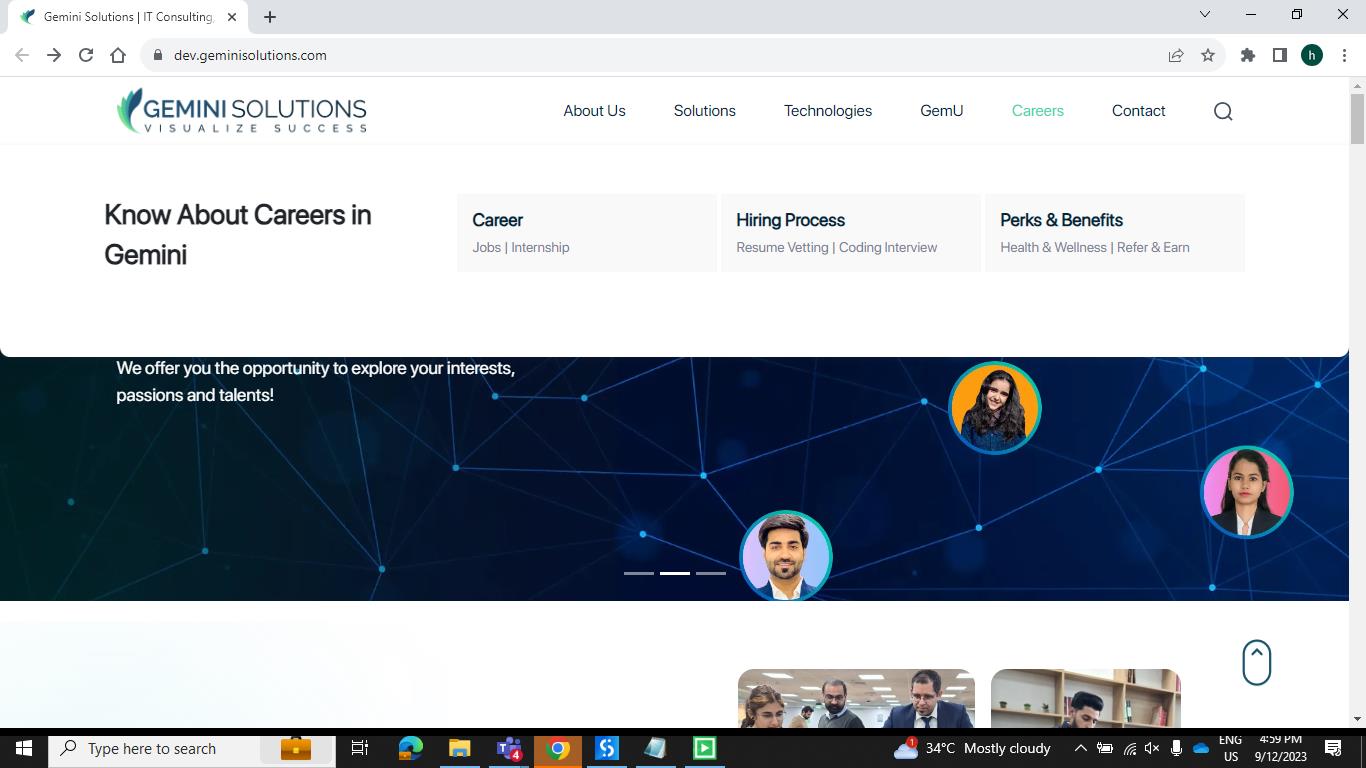 Gemini Solutions | IT Consulting,
dev.geminisolutions.com
h
GEMINI SOLUTIONS
VISUALIZE SUCCESS
About Us
Solutions
Technologies
GemU
Careers
Contact
Know About Careers in
Gemini
Career
Jobs | Internship
Hiring Process
Resume Vetting | Coding Interview
Perks & Benefits
Health & Wellness | Refer & Earn
We offer you the opportunity to explore your interests,
passions and talents!
Type here to search
4
1
34°C Mostly cloudy
ENG
US
4:59 PM
9/12/2023